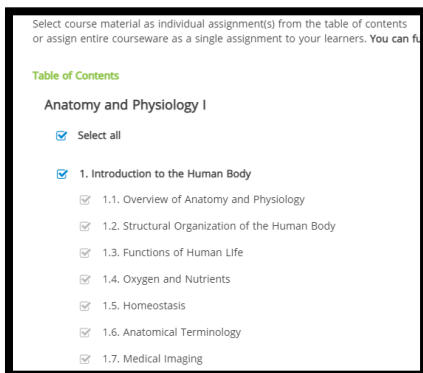 Select course material as individual assignment(s) from the table of contents
or assign entire courseware as a single assignment to your learners. You can fu
Table of Contents
Anatomy and Physiology I
Select all
1. Introduction to the Human Body
1.1. Overview of Anatomy and Physiology
1.2. Structural Organization of the Human Body
1.3. Functions of Human LIfe
1.4. Oxygen and Nutrients
1.5. Homeostasis
1.6. Anatomical Terminology
1.7. Medical Imaging